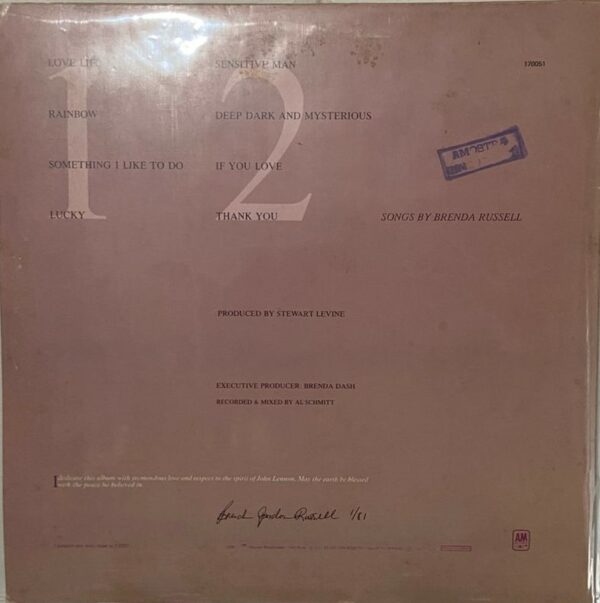 1
2
LOVE LIFE
SENSITIVE MAN
170051
RAINBOW
DEEP DARK AND MYSTERIOUS
AMOSTRA
SOMETHING I LIKE TO DO
IF YOU LOVE
LUCKY
THANK YOU
SONGS BY BRENDA RUSSELL
PRODUCED BY STEWART LEVINE
EXECUTIVE PRODUCER: BRENDA DASH
RECORDED & MIXED BY AL SCHMITT
I dedicate this album with tremendous love and respect to the spirit of John Lennon. May the earth be blessed
with the peace he believed in.
Brenda Gordon Russell 1/81
AM